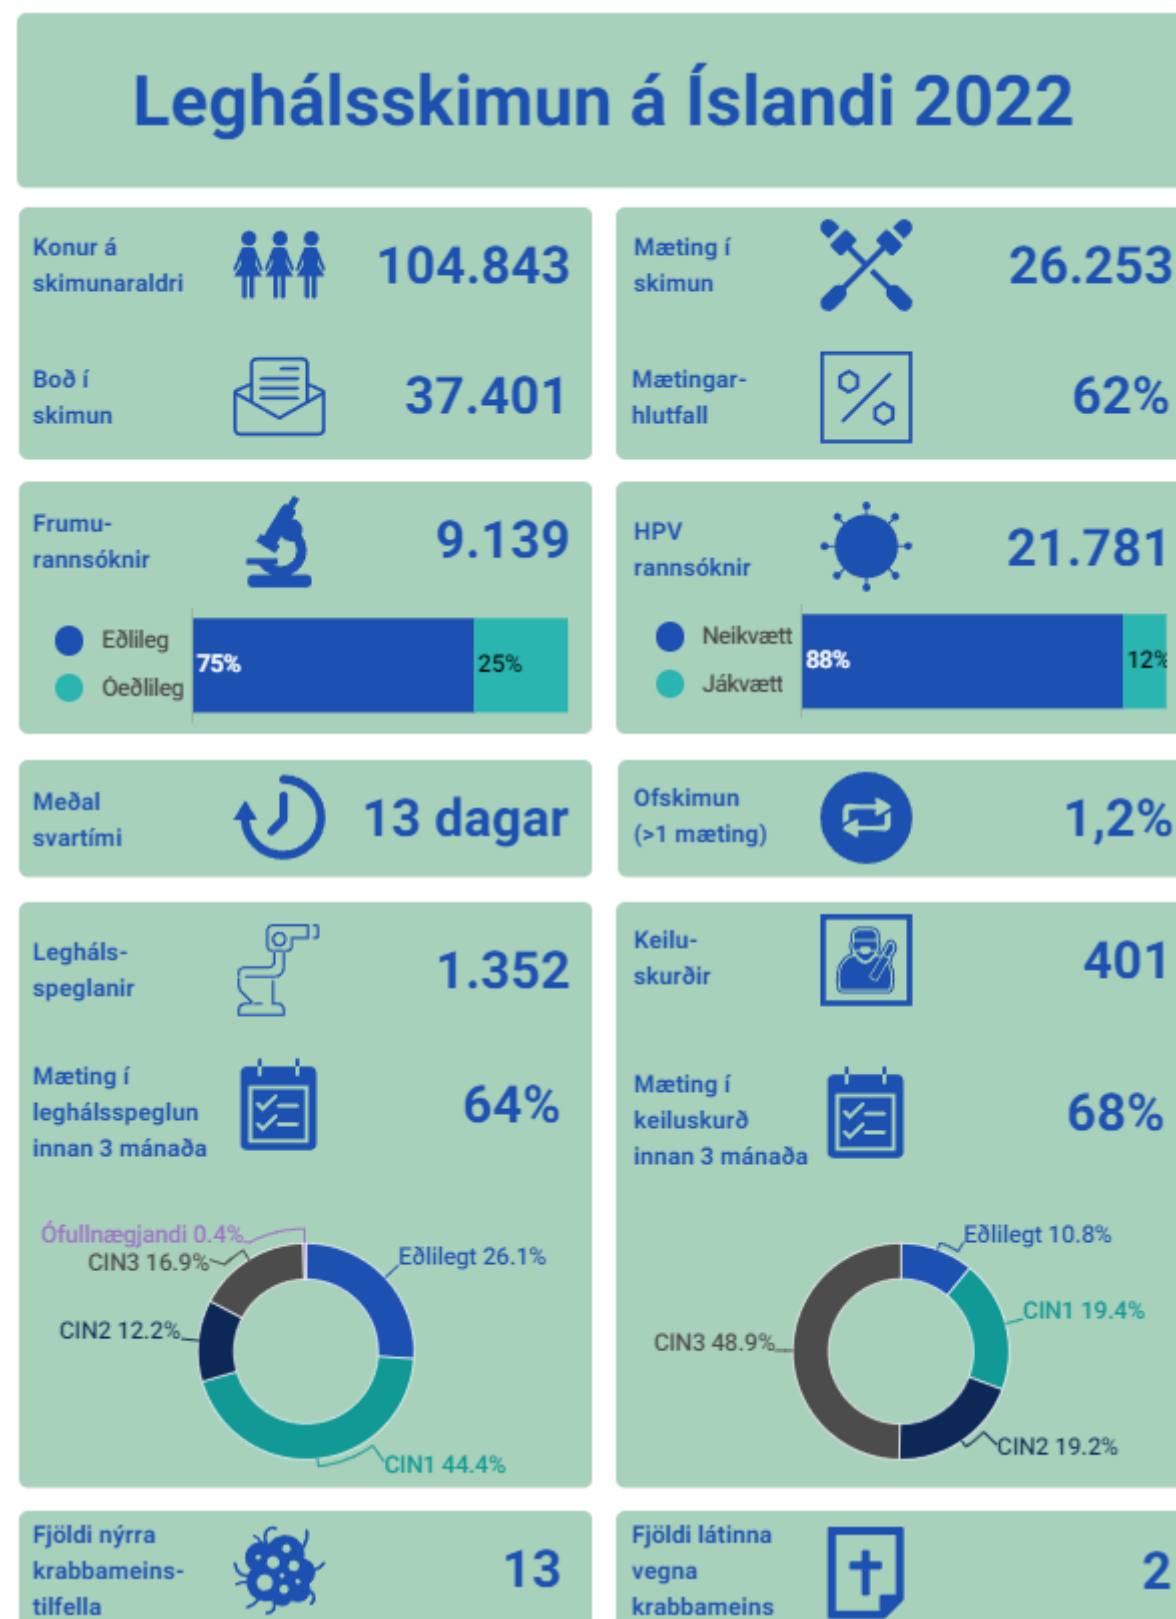 Leghálsskimun á Íslandi 2022
Konur á
skimunaraldri
104.843
Boð í
skimun
37.401
Mæting í
skimun
26.253
Mætingar-
hlutfall
62%
Frumu-
rannsóknir
9.139
Eðlileg
Óeðlileg
75%
25%
HPV
rannsóknir
21.781
Neikvætt
Jákvætt
88%
12%
Meðal
svartími
13 dagar
Ofskimun
(>1 mæting)
1,2%
Legháls-
speglanir
1.352
Mæting í
leghálsspeglun
innan 3 mánaða
64%
Ófullnægjandi 0.4%
CIN3 16.9%
CIN2 12.2%
Eðlilegt 26.1%
CIN1 44.4%
Keilu-
skurðir
401
Mæting í
keiluskurð
innan 3 mánaða
68%
Eðlilegt 10.8%
CIN1 19.4%
CIN3 48.9%
CIN2 19.2%
Fjöldi nýrra
krabbameins-
tilfella
13
Fjöldi látinna
vegna
krabbameins
2